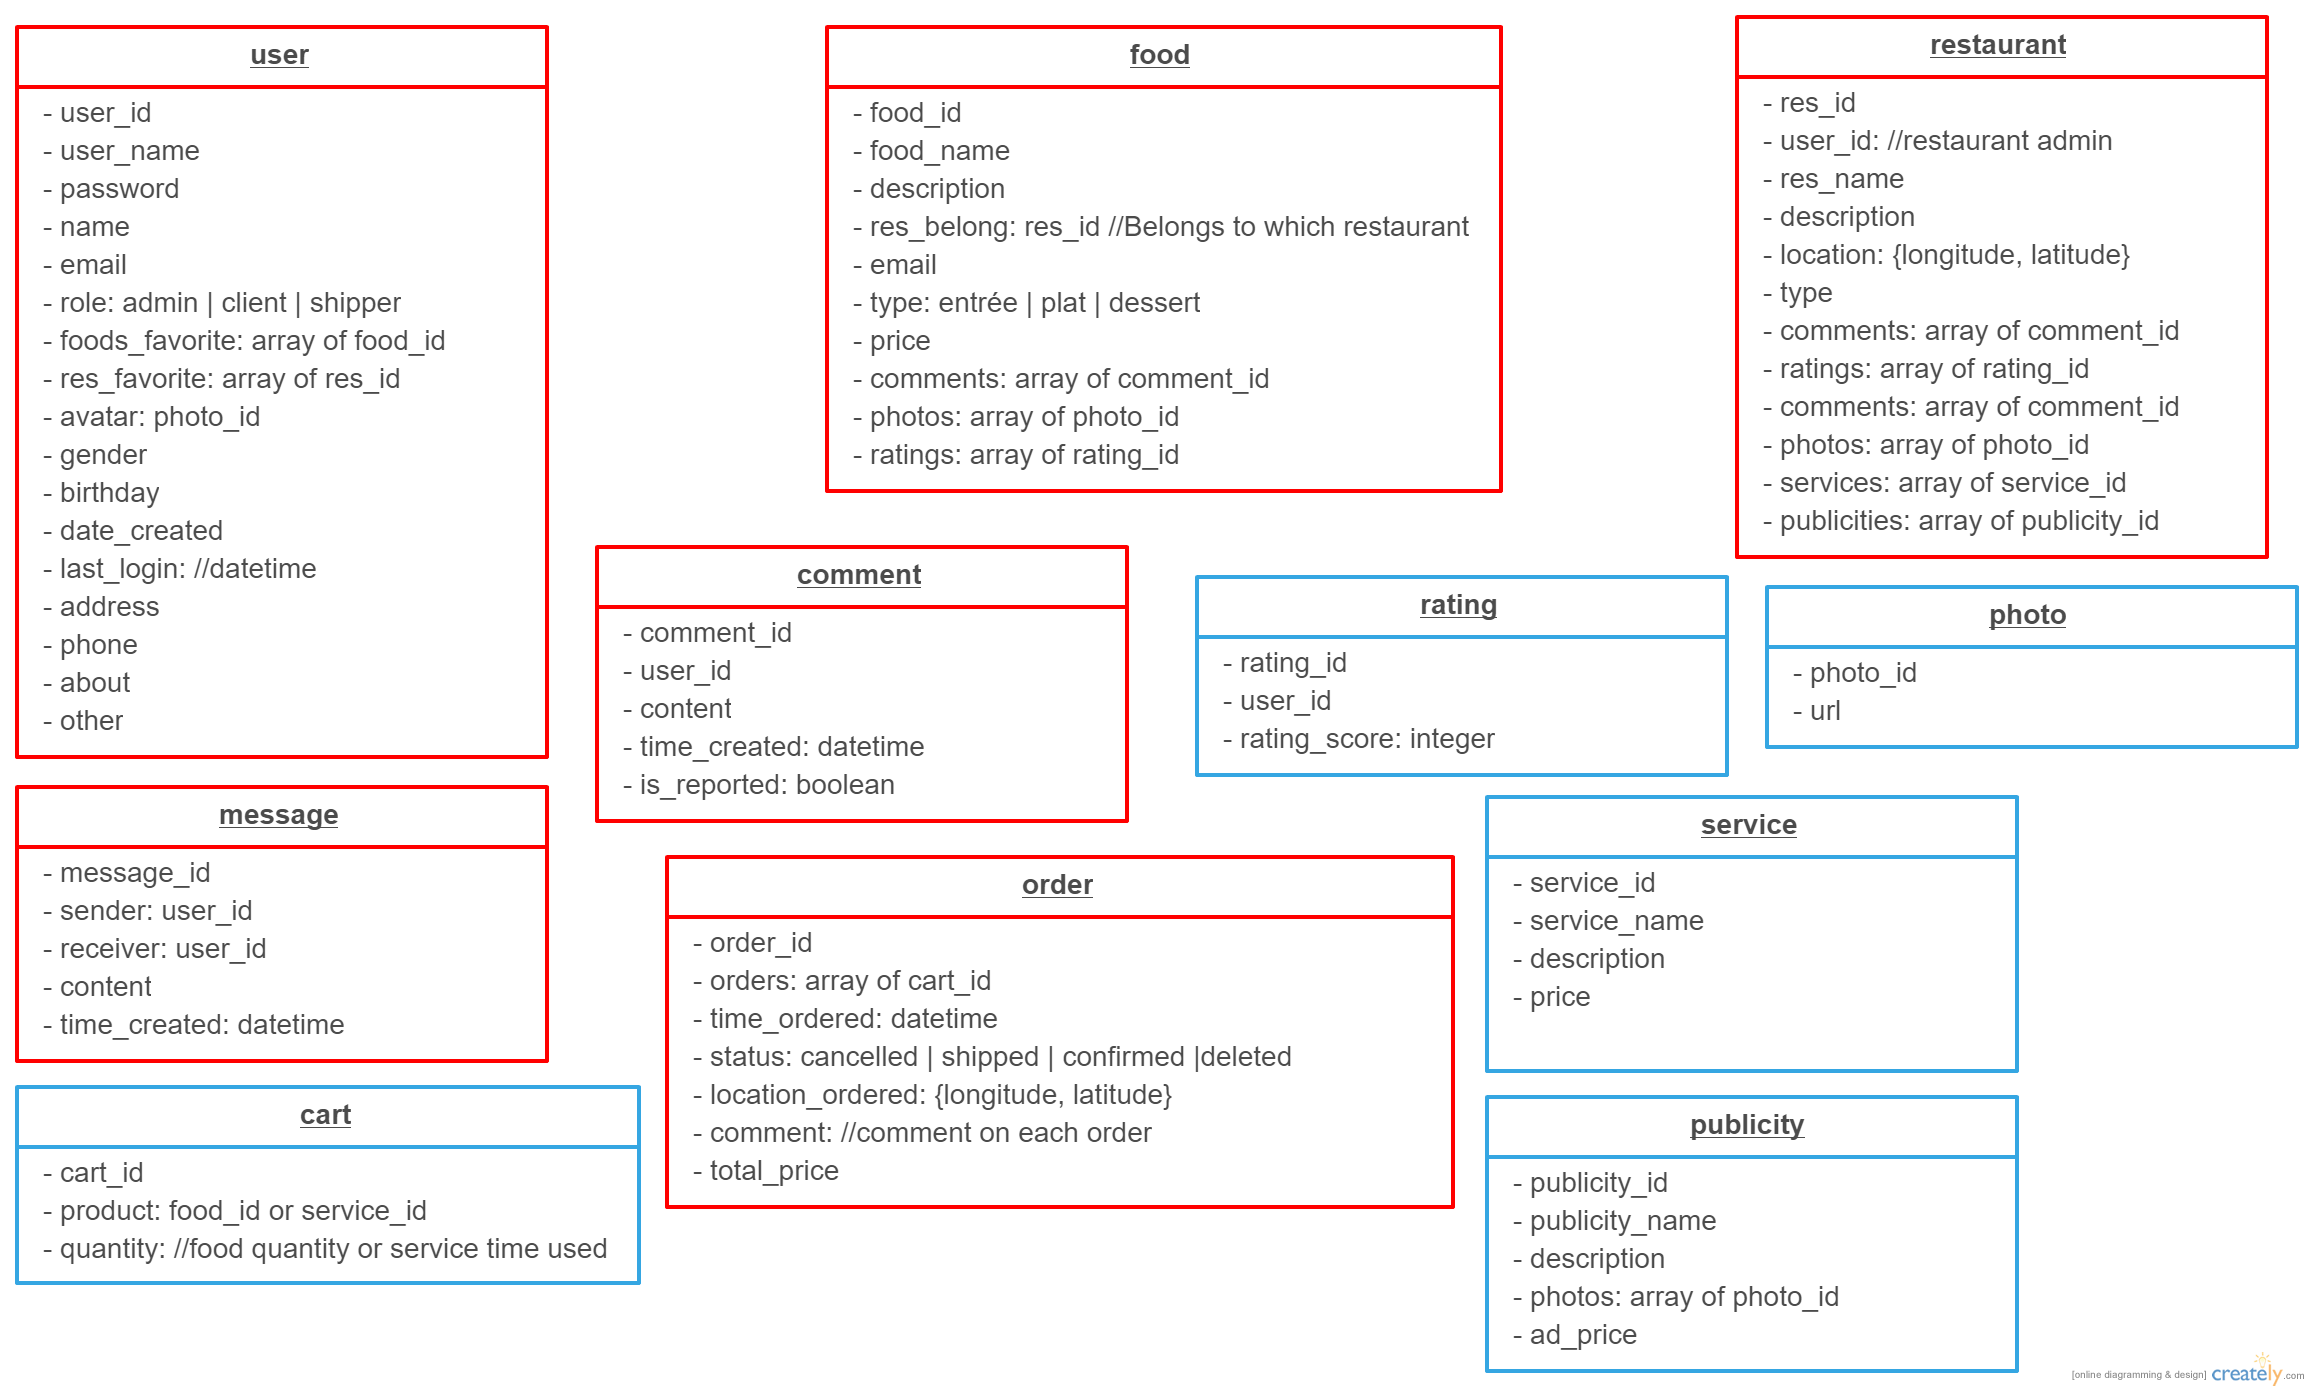 user
- user_id
- user_name
- password
- name
- email
- role: admin | client | shipper
- foods_favorite: array of food_id
- res_favorite: array of res_id
- avatar: photo_id
- gender
- birthday
- date_created
- last_login: //datetime
- address
- phone
- about
- other
food
- food_id
- food_name
- description
- res_belong: res_id //Belongs to which restaurant
- email
- type: entrée | plat | dessert
- price
- comments: array of comment_id
- photos: array of photo_id
- ratings: array of rating_id
restaurant
- res_id
- user_id: //restaurant admin
- res_name
- description
- location: {longitude, latitude}
- type
- comments: array of comment_id
- ratings: array of rating_id
- comments: array of comment_id
- photos: array of photo_id
- services: array of service_id
- publicities: array of publicity_id
comment
- comment_id
- user_id
- content
- time_created: datetime
- is_reported: boolean
rating
- rating_id
- user_id
- rating_score: integer
photo
- photo_id
- url
message
- message_id
- sender: user_id
- receiver: user_id
- content
- time_created: datetime
order
- order_id
- orders: array of cart_id
- time_ordered: datetime
- status: cancelled | shipped | confirmed |deleted
- location_ordered: {longitude, latitude}
- comment: //comment on each order
- total_price
service
- service_id
- service_name
- description
- price
cart
- cart_id
- product: food_id or service_id
- quantity: //food quantity or service time used
publicity
- publicity_id
- publicity_name
- description
- photos: array of photo_id
- ad_price
[online diagramming & design] creately.com